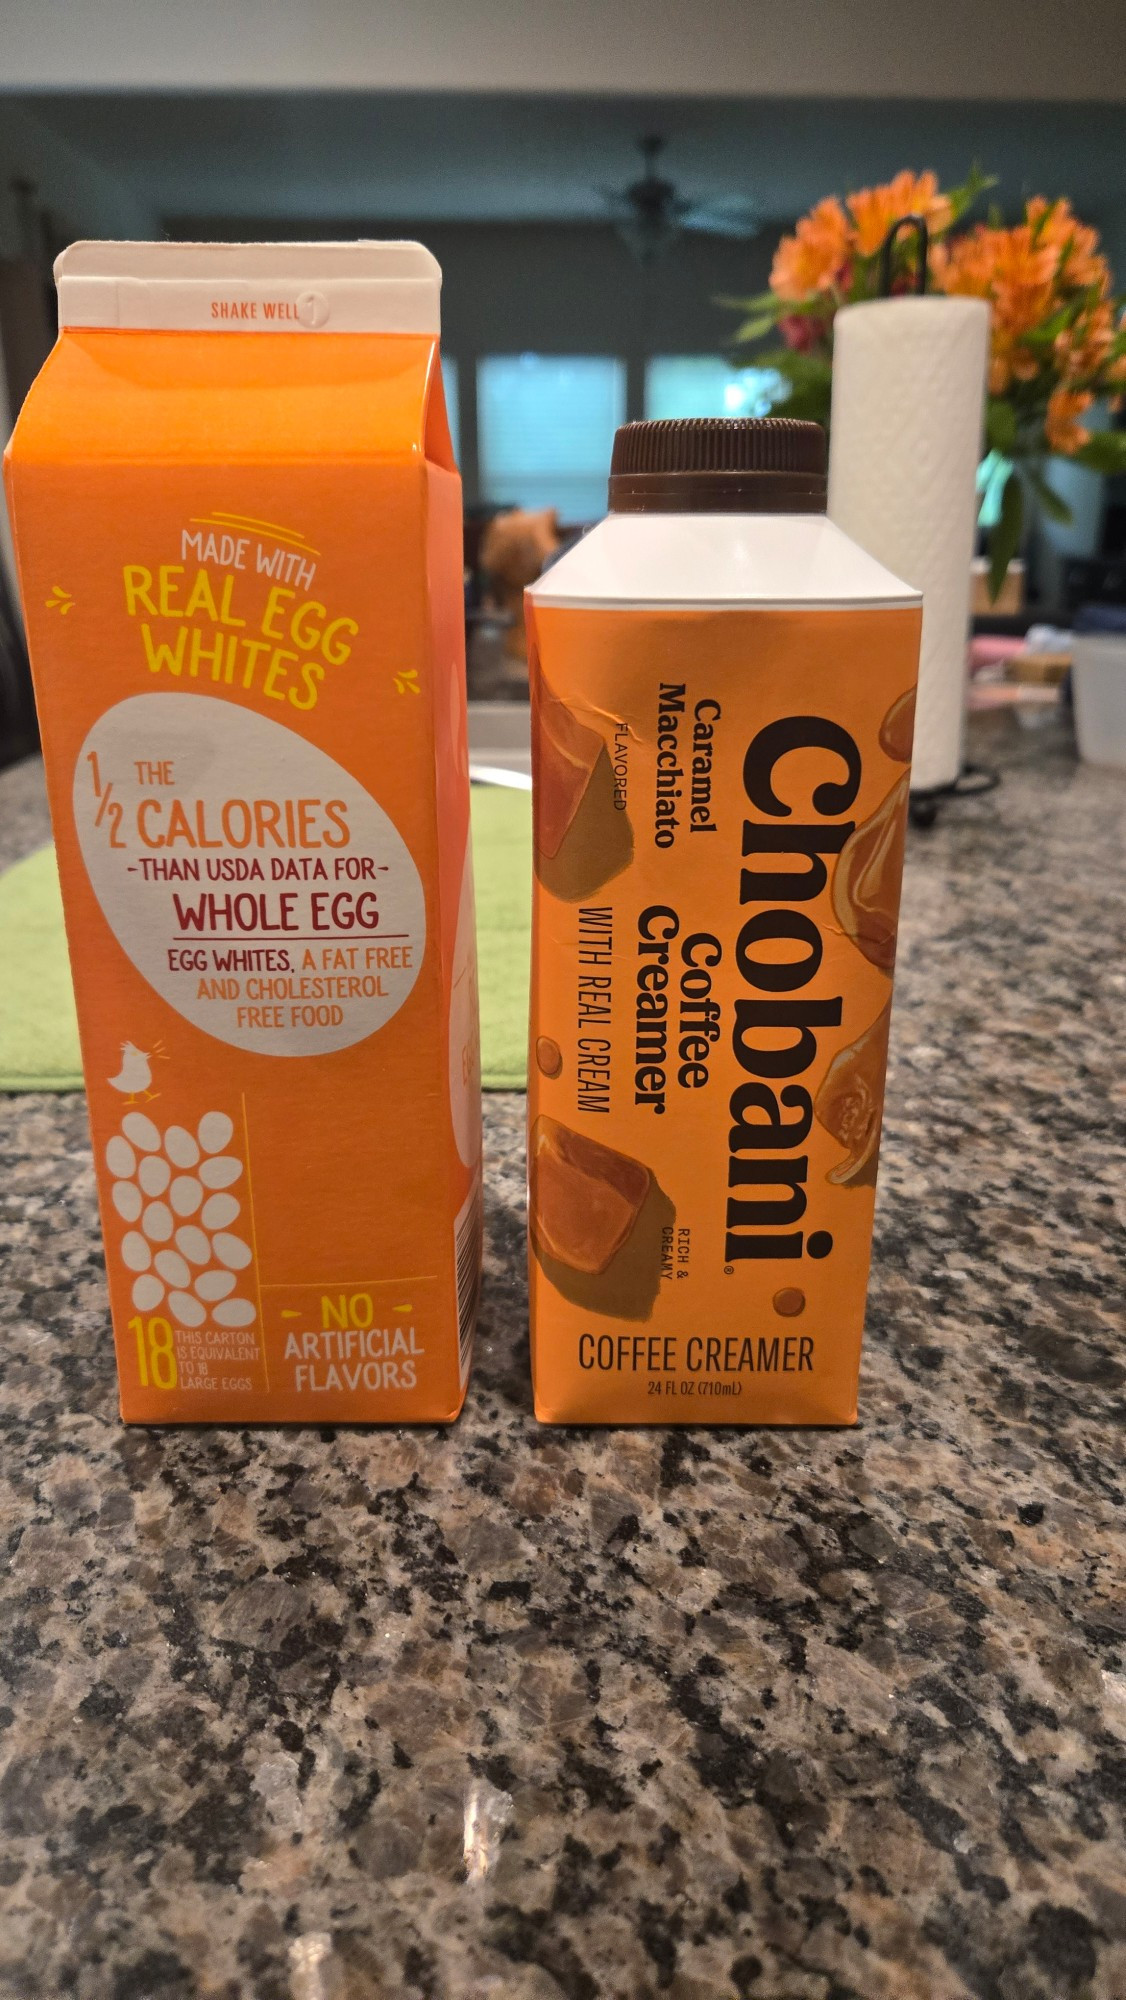 SHAKE WELL
MADE WITH
REAL EGG
WHITES
1/2 THE
CALORIES
-THAN USDA DATA FOR-
WHOLE EGG
EGG WHITES, A FAT FREE
AND CHOLESTEROL
FREE FOOD
18
THIS CARTON
IS EQUIVALENT
TO 18
LARGE EGGS
- NO -
ARTIFICIAL
FLAVORS
Chobani®
Caramel
Macchiato
FLAVORED
Coffee
Creamer
WITH REAL CREAM
RICH &
CREAMY
COFFEE CREAMER
24 FL OZ (710mL)